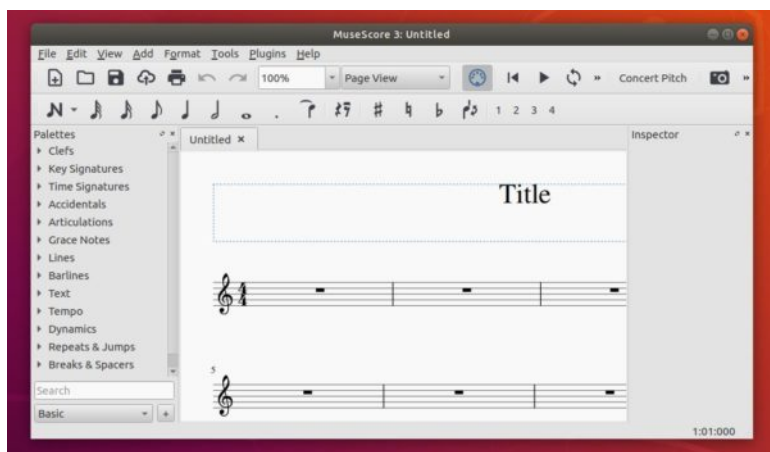 MuseScore 3: Untitled
File Edit View Add Format Tools Plugins Help
100% Page View » Concert Pitch »
N 1 2 3 4
Palettes
Untitled ×
Inspector
Clefs
Key Signatures
Time Signatures
Accidentals
Articulations
Grace Notes
Lines
Barlines
Text
Tempo
Dynamics
Repeats & Jumps
Breaks & Spacers
Search
Basic +
Title
4
4
5
1:01:000